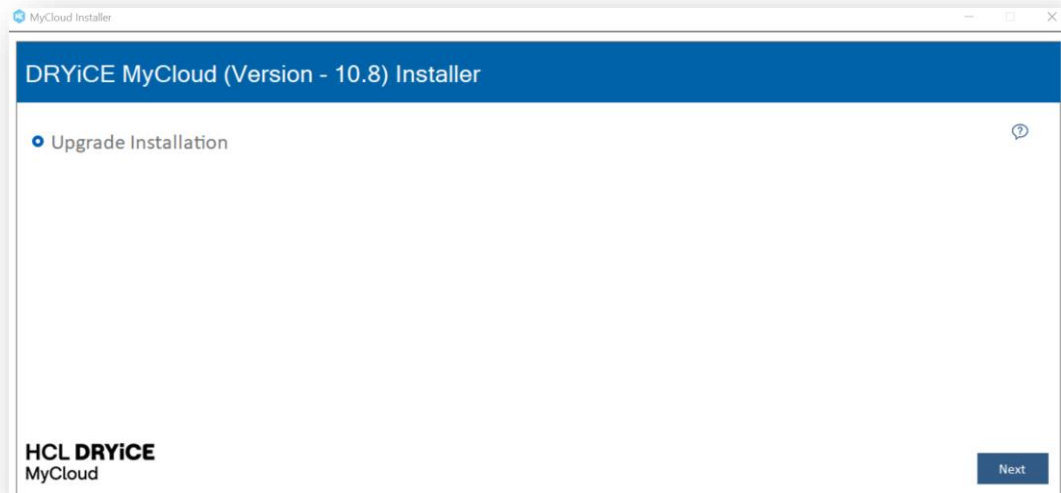 MyCloud Installer
DRYiCE MyCloud (Version - 10.8) Installer
Upgrade Installation
HCL DRYiCE
MyCloud
Next